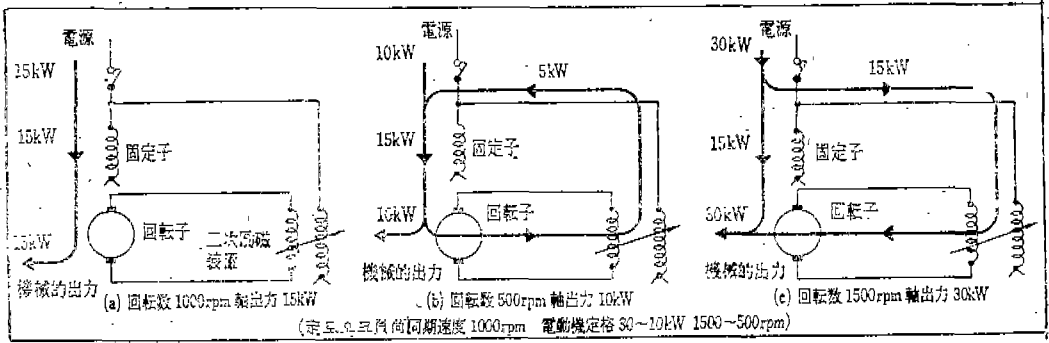 電源
15kW
15kW
固定子
回転子
二次励磁
装置
15kW
機械的出力
(a) 回転数 1000rpm 軸出力 15kW
電源
10kW
5kW
15kW
固定子
10kW
回転子
機械的出力
(b) 回転数 500rpm 軸出力 10kW
電源
30kW
15kW
15kW
固定子
30kW
回転子
機械的出力
(c) 回転数 1500rpm 軸出力 30kW
同期速度 1000rpm 電動機定格 30~10kW 1500~500rpm)